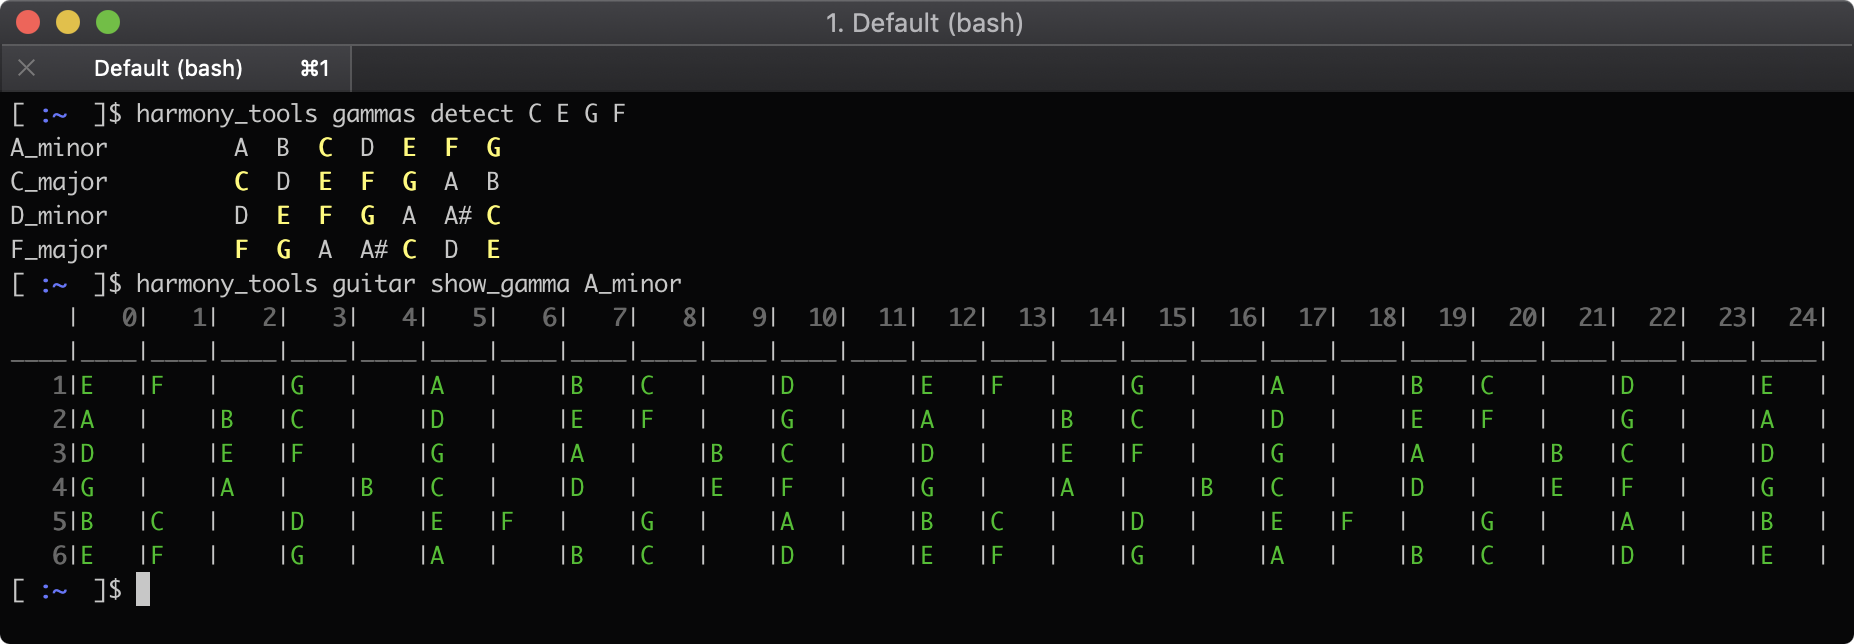 1. Default (bash)
Default (bash) ⌘1
[ :~ ]$ harmony_tools gammas detect C E G F
A_minor         A  B  C  D  E  F  G
C_major         C  D  E  F  G  A  B
D_minor         D  E  F  G  A  A# C
F_major         F  G  A  A# C  D  E
[ :~ ]$ harmony_tools guitar show_gamma A_minor
    |   0|   1|   2|   3|   4|   5|   6|   7|   8|   9|  10|  11|  12|  13|  14|  15|  16|  17|  18|  19|  20|  21|  22|  23|  24|
____|____|____|____|____|____|____|____|____|____|____|____|____|____|____|____|____|____|____|____|____|____|____|____|____|____|
   1|E   |F   |    |G   |    |A   |    |B   |C   |    |D   |    |E   |F   |    |G   |    |A   |    |B   |C   |    |D   |    |E   |
   2|A   |    |B   |C   |    |D   |    |E   |F   |    |G   |    |A   |    |B   |C   |    |D   |    |E   |F   |    |G   |    |A   |
   3|D   |    |E   |F   |    |G   |    |A   |    |B   |C   |    |D   |    |E   |F   |    |G   |    |A   |    |B   |C   |    |D   |
   4|G   |    |A   |    |B   |C   |    |D   |    |E   |F   |    |G   |    |A   |    |B   |C   |    |D   |    |E   |F   |    |G   |
   5|B   |C   |    |D   |    |E   |F   |    |G   |    |A   |    |B   |C   |    |D   |    |E   |F   |    |G   |    |A   |    |B   |
   6|E   |F   |    |G   |    |A   |    |B   |C   |    |D   |    |E   |F   |    |G   |    |A   |    |B   |C   |    |D   |    |E   |
[ :~ ]$